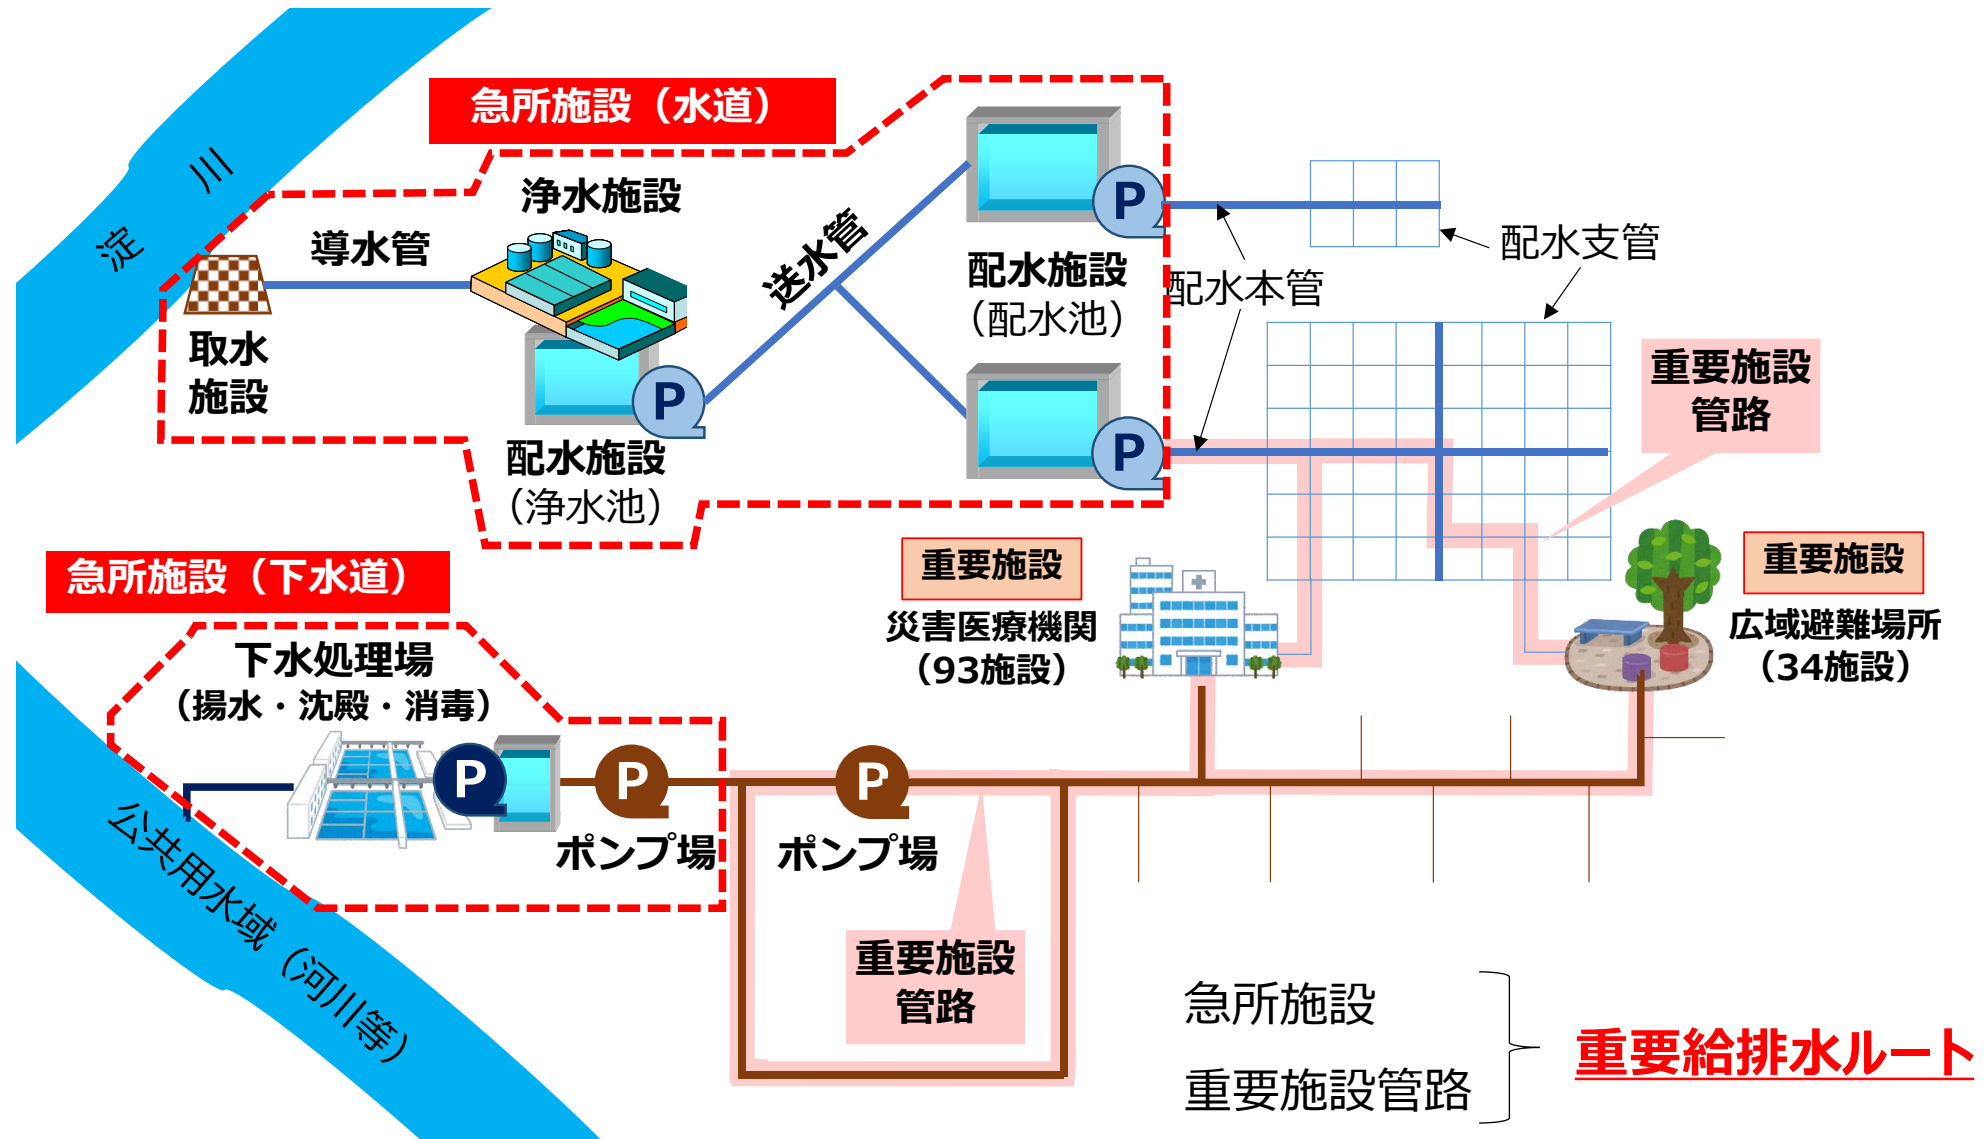 急所施設（水道）
淀川
浄水施設
導水管
送水管
取水
施設
配水施設
（浄水池）
配水施設
（配水池）
P
P
P
配水本管
配水支管
重要施設
管路
急所施設（下水道）
下水処理場
（揚水・沈殿・消毒）
重要施設
災害医療機関
（93施設）
重要施設
広域避難場所
（34施設）
P
P
P
ポンプ場
ポンプ場
公共用水域（河川等）
重要施設
管路
急所施設
重要施設管路
重要給排水ルート